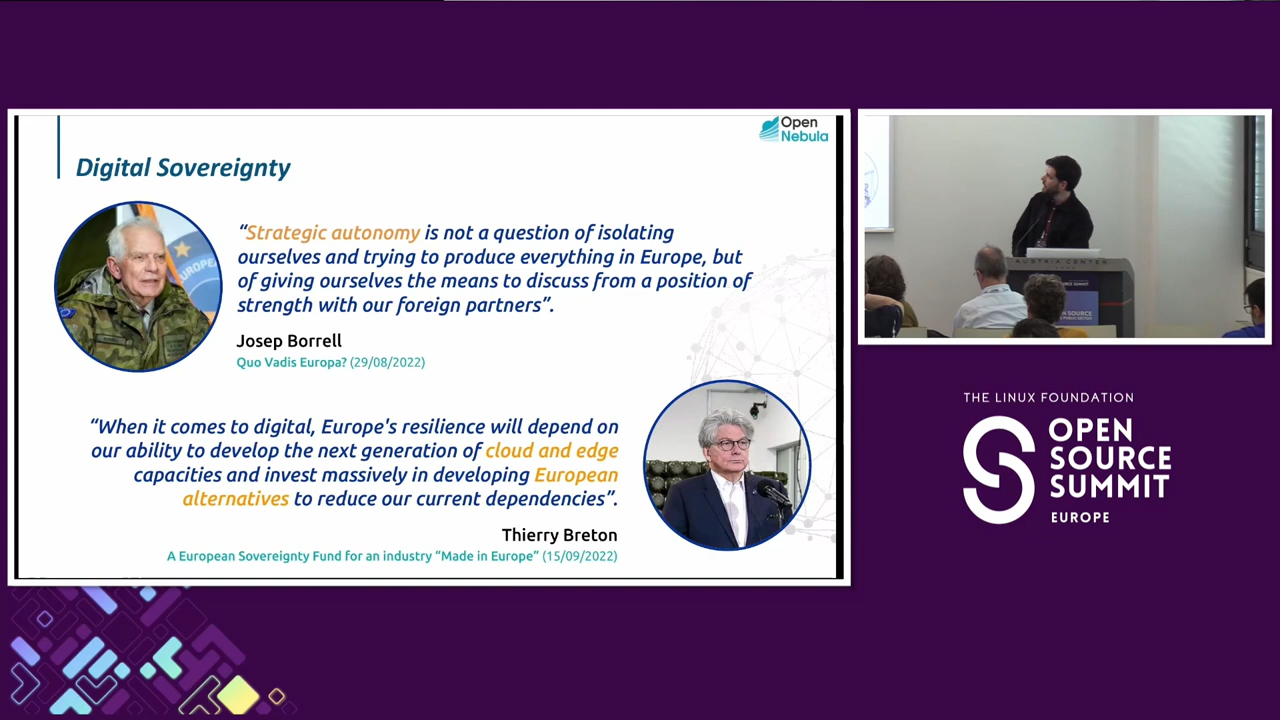 Open
Nebula
Digital Sovereignty
“Strategic autonomy is not a question of isolating
ourselves and trying to produce everything in Europe, but
of giving ourselves the means to discuss from a position of
strength with our foreign partners”.
Josep Borrell
Quo Vadis Europa? (29/08/2022)
“When it comes to digital, Europe's resilience will depend on
our ability to develop the next generation of cloud and edge
capacities and invest massively in developing European
alternatives to reduce our current dependencies”.
Thierry Breton
A European Sovereignty Fund for an industry “Made in Europe” (15/09/2022)
EUROPE
AUSTRIA CENTER
THE LINUX FOUNDATION
OPEN
SOURCE
SUMMIT
EUROPE